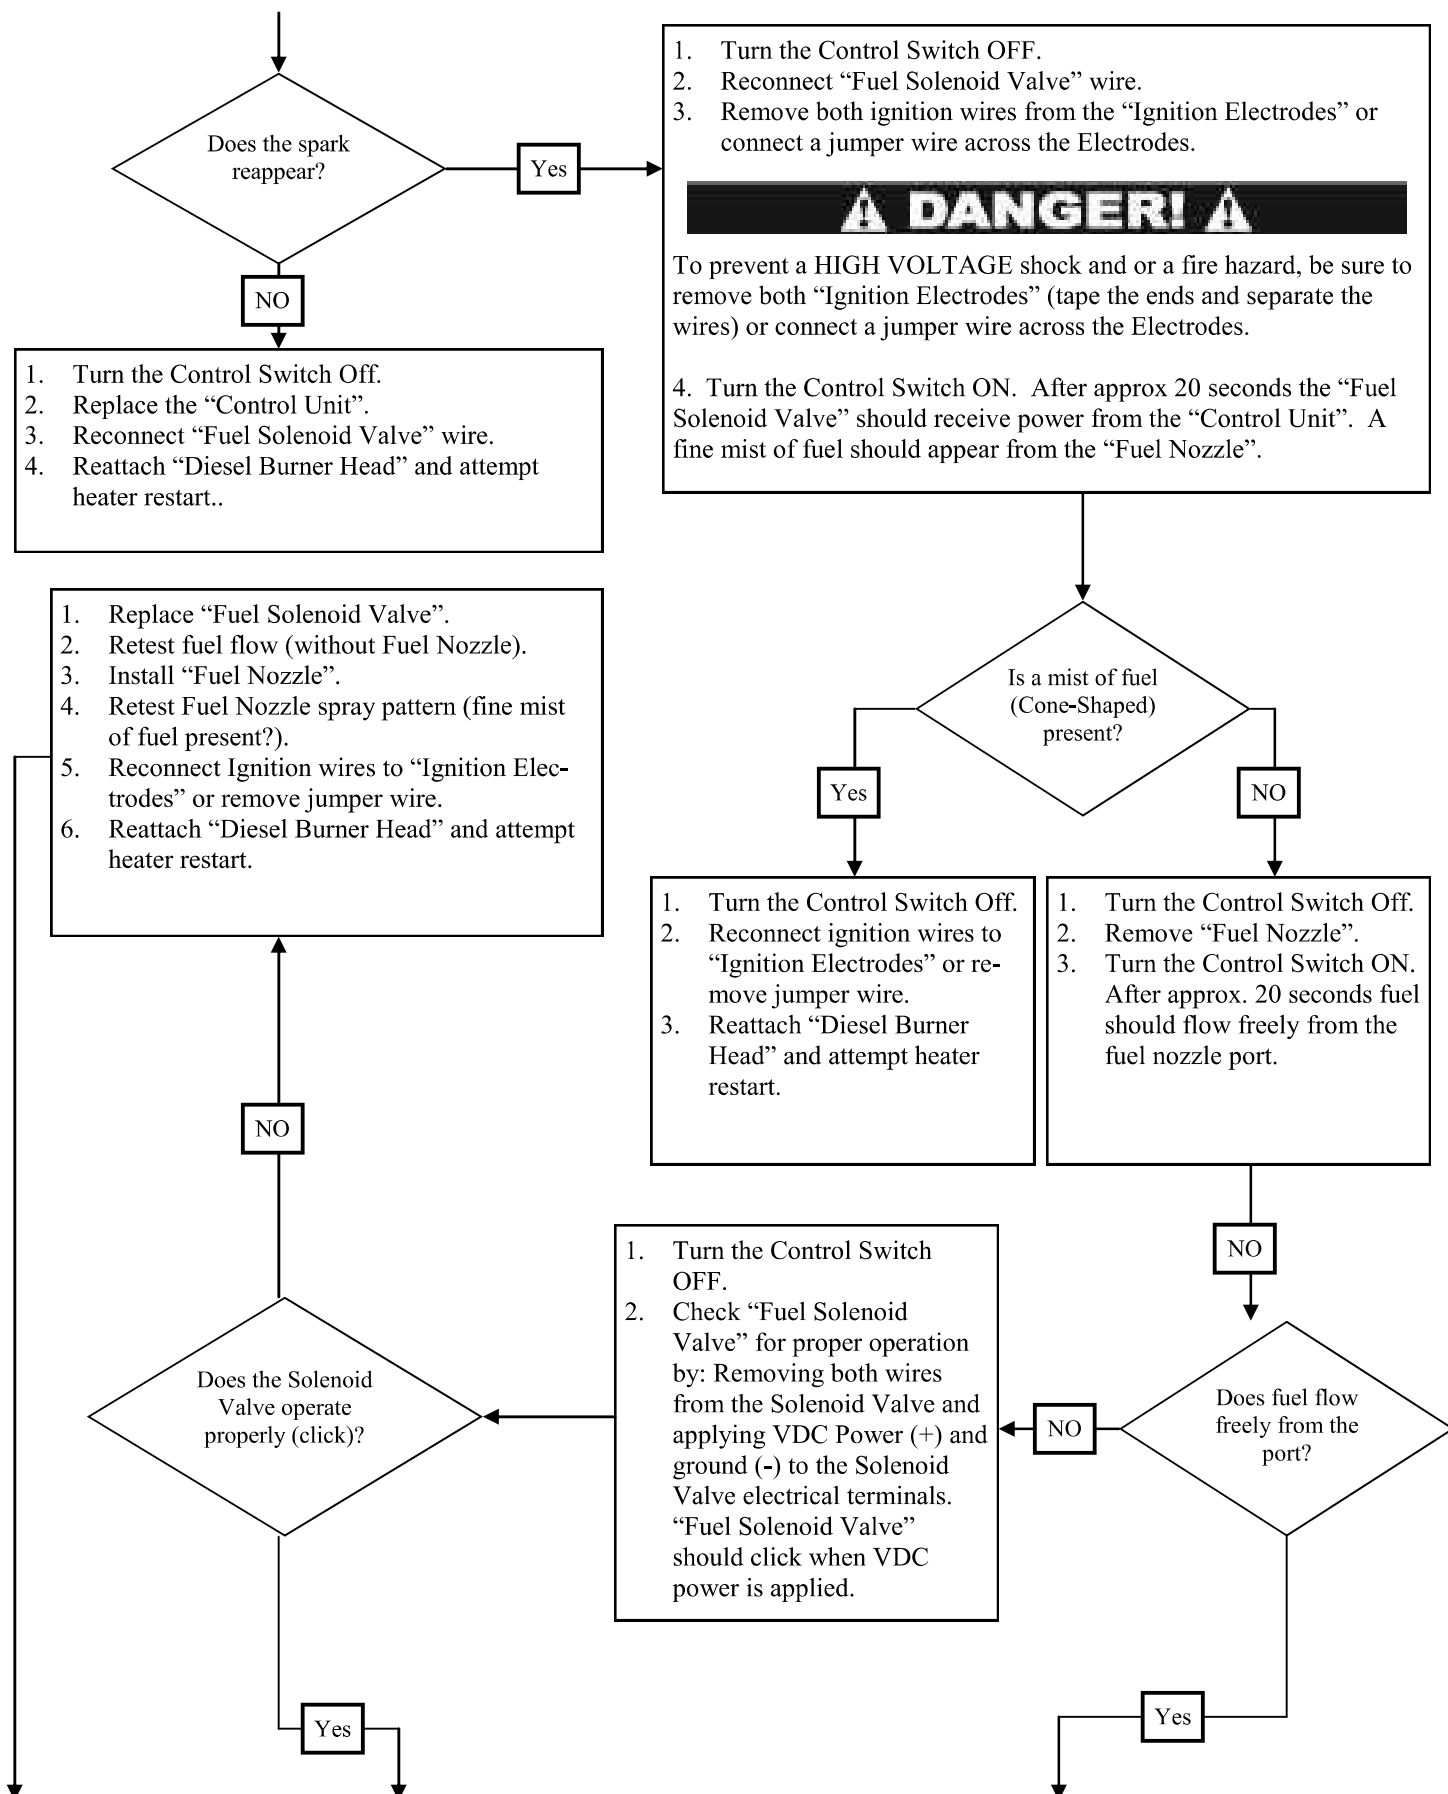 Does the spark
reappear?
Yes
1. Turn the Control Switch OFF.
2. Reconnect “Fuel Solenoid Valve” wire.
3. Remove both ignition wires from the “Ignition Electrodes” or
connect a jumper wire across the Electrodes.
DANGER!
To prevent a HIGH VOLTAGE shock and or a fire hazard, be sure to
remove both “Ignition Electrodes” (tape the ends and separate the
wires) or connect a jumper wire across the Electrodes.
4. Turn the Control Switch ON. After approx 20 seconds the “Fuel
Solenoid Valve” should receive power from the “Control Unit”. A
fine mist of fuel should appear from the “Fuel Nozzle”.
NO
1. Turn the Control Switch Off.
2. Replace the “Control Unit”.
3. Reconnect “Fuel Solenoid Valve” wire.
4. Reattach “Diesel Burner Head” and attempt
heater restart..
1. Replace “Fuel Solenoid Valve”.
2. Retest fuel flow (without Fuel Nozzle).
3. Install “Fuel Nozzle”.
4. Retest Fuel Nozzle spray pattern (fine mist
of fuel present?).
5. Reconnect Ignition wires to “Ignition Elec-
trodes” or remove jumper wire.
6. Reattach “Diesel Burner Head” and attempt
heater restart.
Is a mist of fuel
(Cone-Shaped)
present?
Yes
NO
1. Turn the Control Switch Off.
2. Reconnect ignition wires to
“Ignition Electrodes” or re-
move jumper wire.
3. Reattach “Diesel Burner
Head” and attempt heater
restart.
1. Turn the Control Switch Off.
2. Remove “Fuel Nozzle”.
3. Turn the Control Switch ON.
After approx. 20 seconds fuel
should flow freely from the
fuel nozzle port.
NO
NO
Does the Solenoid
Valve operate
properly (click)?
1. Turn the Control Switch
OFF.
2. Check “Fuel Solenoid
Valve” for proper operation
by: Removing both wires
from the Solenoid Valve and
applying VDC Power (+) and
ground (-) to the Solenoid
Valve electrical terminals.
“Fuel Solenoid Valve”
should click when VDC
power is applied.
NO
Does fuel flow
freely from the
port?
Yes
Yes